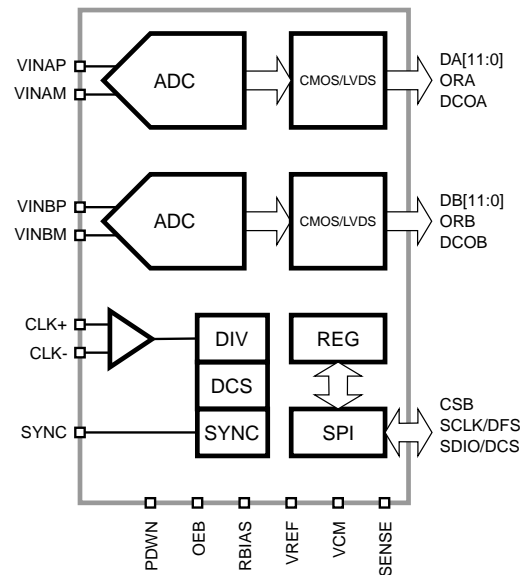 VINAP
VINAM
ADC
CMOS/LVDS
DA[11:0]
ORA
DCOA
VINBP
VINBM
ADC
CMOS/LVDS
DB[11:0]
ORB
DCOB
CLK+
CLK-
DIV
REG
DCS
SYNC
SYNC
SPI
CSB
SCLK/DFS
SDIO/DCS
PDWN
OEB
RBIAS
VREF
VCM
SENSE